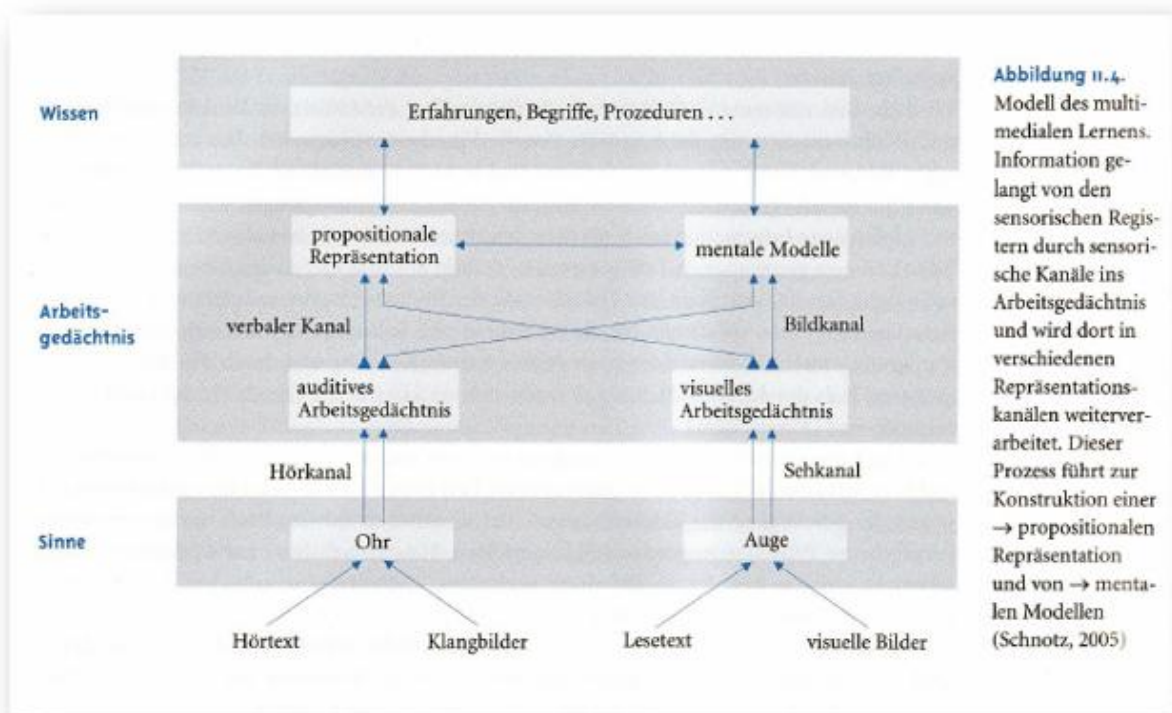 Wissen
Erfahrungen, Begriffe, Prozeduren . . .
propositionale
Repräsentation
mentale Modelle
Arbeits-
gedächtnis
verbaler Kanal
Bildkanal
auditives
Arbeitsgedächtnis
visuelles
Arbeitsgedächtnis
Hörkanal
Sehkanal
Sinne
Ohr
Auge
Hörtext
Klangbilder
Lesetext
visuelle Bilder
Abbildung 11.4.
Modell des multi-
medialen Lernens.
Information ge-
langt von den
sensorischen Regis-
tern durch sensori-
sche Kanäle ins
Arbeitsgedächtnis
und wird dort in
verschiedenen
Repräsentations-
kanälen weiterver-
arbeitet. Dieser
Prozess führt zur
Konstruktion einer
→ propositionalen
Repräsentation
und von → menta-
len Modellen
(Schnotz, 2005)